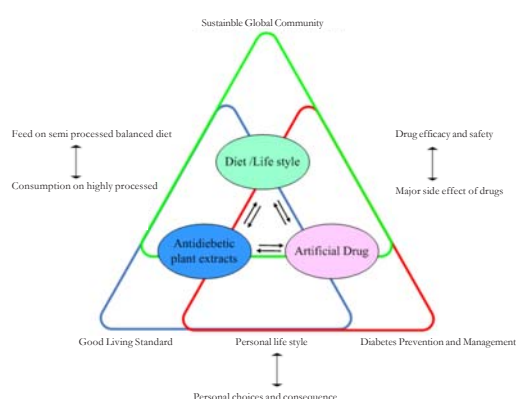 Sustainble Global Community
Feed on semi processed balanced diet
Drug efficacy and safety
Diet /Life style
Consumption on highly processed
Major side effect of drugs
Antidiebetic
plant extracts
Artificial Drug
Good Living Standard
Personal life style
Diabetes Prevention and Management
Personal choices and consequence